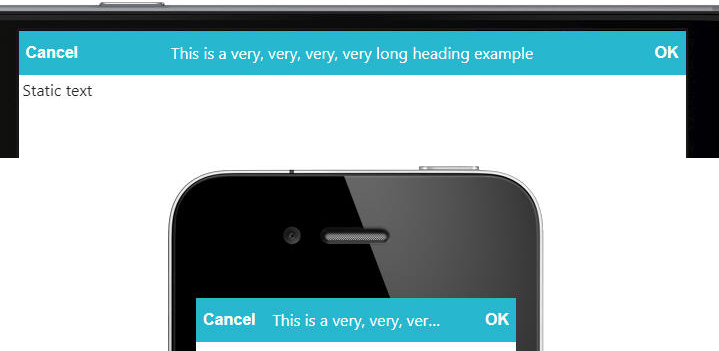 Cancel This is a very, very, very, very long heading example OK
Static text
Cancel This is a very, very, ver... OK